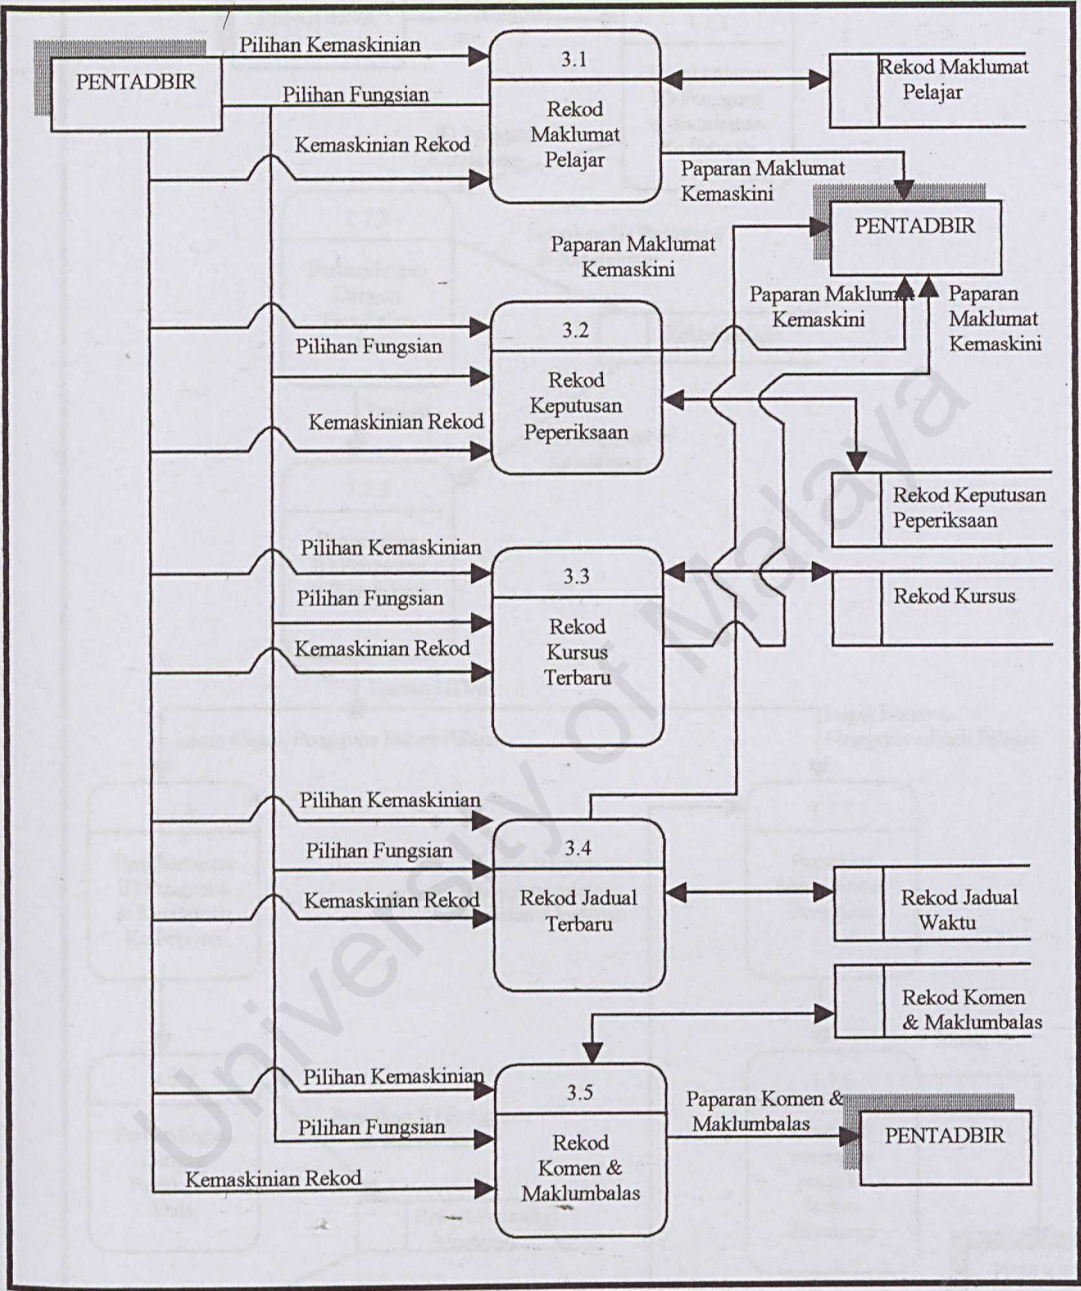 PENTADBIR
Pilihan Kemaskinian
Pilihan Fungsian
Kemaskinian Rekod
3.1
Rekod
Maklumat
Pelajar
Rekod Maklumat
Pelajar
Paparan Maklumat
Kemaskini
PENTADBIR
Paparan Maklumat
Kemaskini
Paparan Maklumat
Kemaskini
Paparan
Maklumat
Kemaskini
3.2
Rekod
Keputusan
Peperiksaan
Pilihan Fungsian
Kemaskinian Rekod
Rekod Keputusan
Peperiksaan
Pilihan Kemaskinian
Pilihan Fungsian
Kemaskinian Rekod
3.3
Rekod
Kursus
Terbaru
Rekod Kursus
Pilihan Kemaskinian
Pilihan Fungsian
Kemaskinian Rekod
3.4
Rekod Jadual
Terbaru
Rekod Jadual
Waktu
Rekod Komen
& Maklumbalas
Pilihan Kemaskinian
Pilihan Fungsian
Kemaskinian Rekod
3.5
Rekod
Komen &
Maklumbalas
Paparan Komen &
Maklumbalas
PENTADBIR
University of Malaya